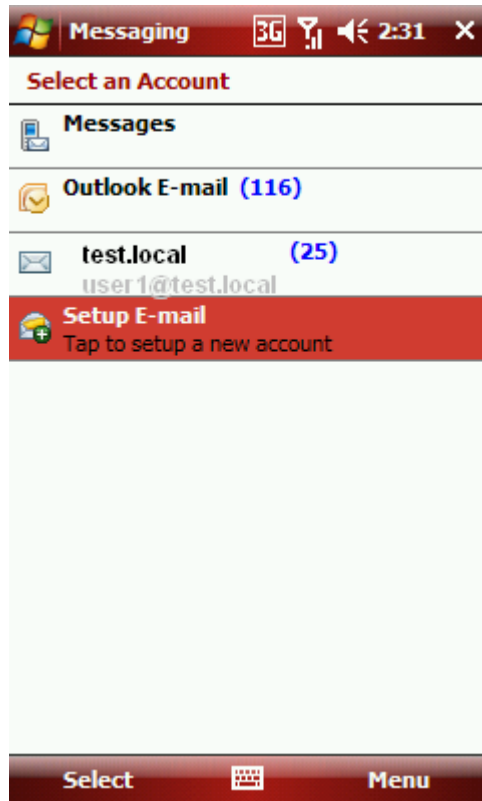 Messaging 3G 2:31
Select an Account
Messages
Outlook E-mail (116)
test.local (25)
user1@test.local
Setup E-mail
Tap to setup a new account
Select Menu